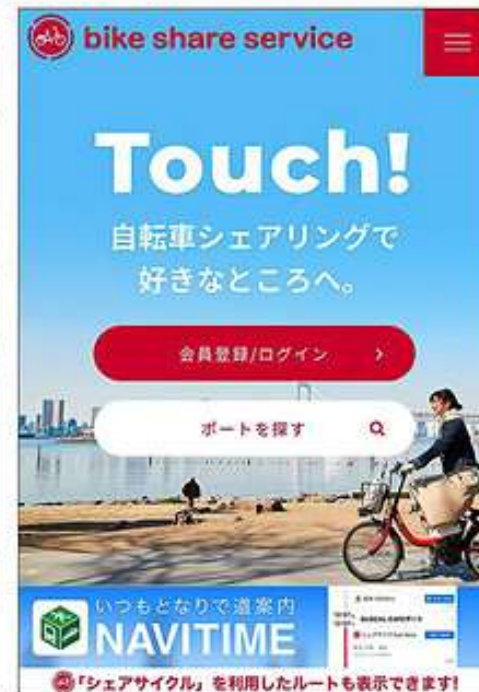 bike share service
Touch!
自転車シェアリングで
好きなところへ。
会員登録/ログイン
ポートを探す
いつもとなりで道案内
NAVITIME
「シェアサイクル」を利用したルートも表示できます!